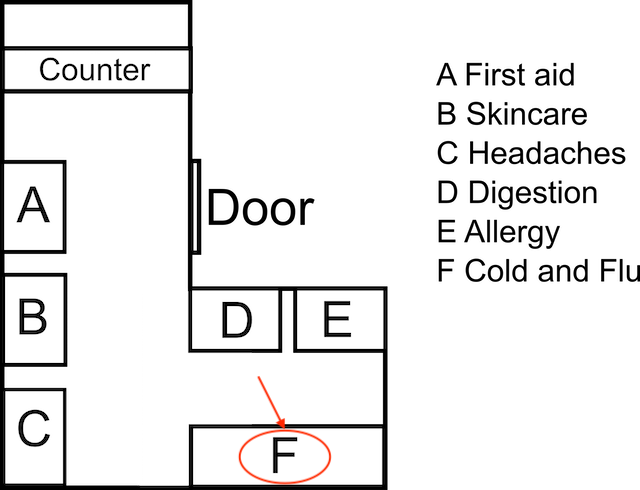 Counter
A First aid
B Skincare
C Headaches
D Digestion
E Allergy
F Cold and Flu
A
Door
B
D
E
C
F